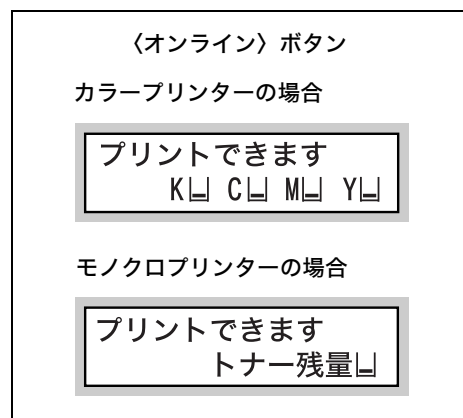 〈オンライン〉ボタン
カラープリンターの場合
プリントできます
K C M Y
モノクロプリンターの場合
プリントできます
トナー残量